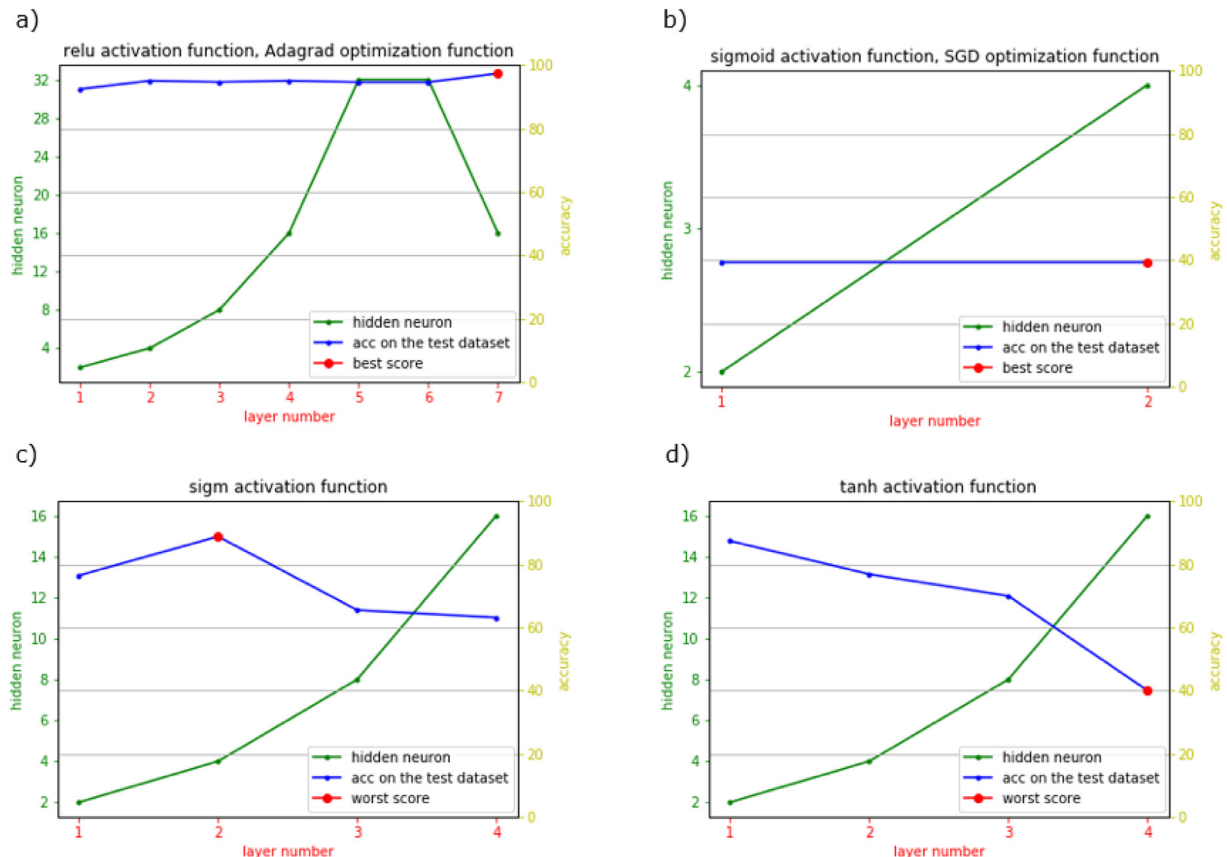 a)
relu activation function, Adagrad optimization function
hidden neuron
32
28
24
20
16
12
8
4
100
80
60
40
20
0
accuracy
hidden neuron
acc on the test dataset
best score
1 2 3 4 5 6 7
layer number
b)
sigmoid activation function, SGD optimization function
hidden neuron
4
3
2
100
80
60
40
20
0
accuracy
hidden neuron
acc on the test dataset
best score
1 2
layer number
c)
sigm activation function
hidden neuron
16
14
12
10
8
6
4
2
100
80
60
40
20
0
accuracy
hidden neuron
acc on the test dataset
worst score
1 2 3 4
layer number
d)
tanh activation function
hidden neuron
16
14
12
10
8
6
4
2
100
80
60
40
20
0
accuracy
hidden neuron
acc on the test dataset
worst score
1 2 3 4
layer number